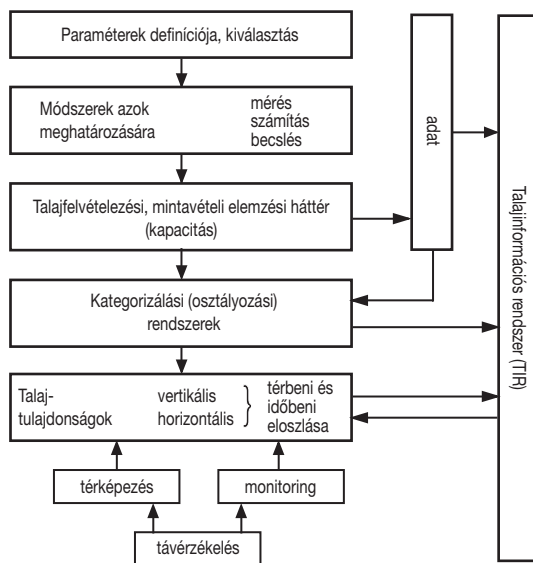 Paraméterek definíciója, kiválasztás
Módszerek azok
meghatározására
mérés
számítás
becslés
adat
Talajfelvételezési, mintavételi elemzési háttér
(kapacitás)
Kategorizálási (osztályozási)
rendszerek
Talajinformációs rendszer (TIR)
Talaj-
tulajdonságok
vertikális
horizontális
térbeni és
időbeni
eloszlása
térképezés
monitoring
távérzékelés